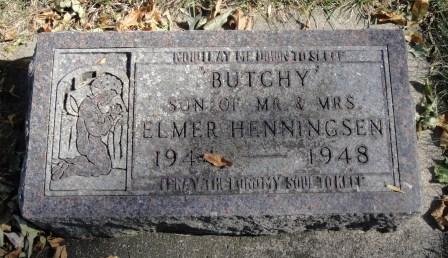 NOW I LAY ME DOWN TO SLEEP
"BUTCHY"
SON OF MR. & MRS.
ELMER HENNINGSEN
194 — 1948
I PRAY THE LORD MY SOUL TO KEEP